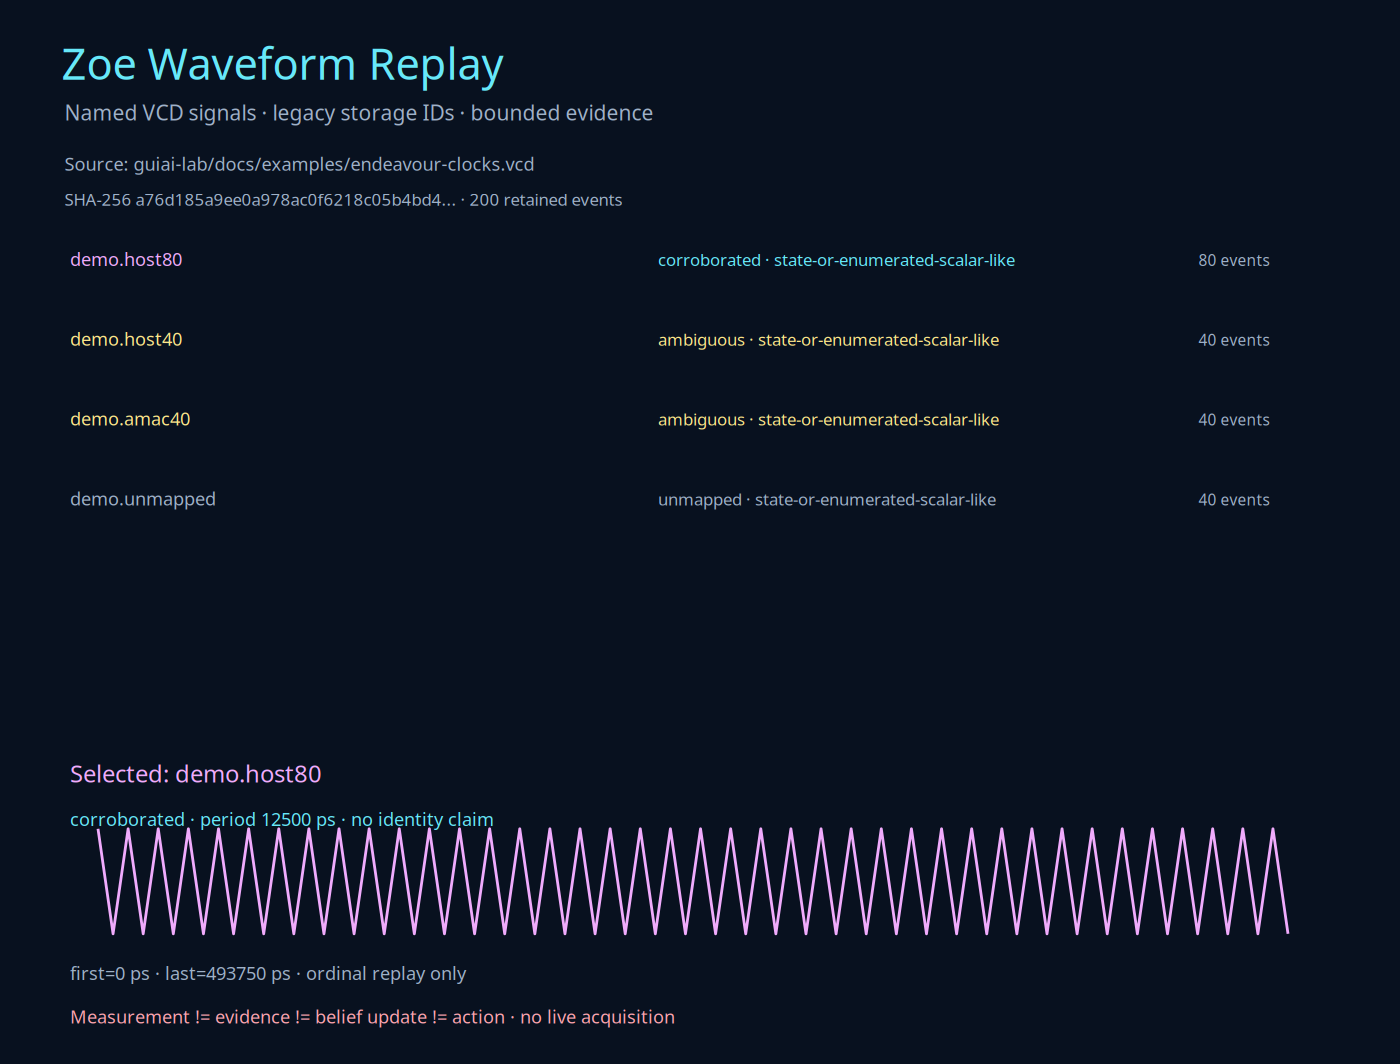 Zoe Waveform Replay
Named VCD signals · legacy storage IDs · bounded evidence
Source: guiai-lab/docs/examples/endeavour-clocks.vcd
SHA-256 a76d185a9ee0a978ac0f6218c05b4bd4... · 200 retained events
demo.host80 corroborated · state-or-enumerated-scalar-like 80 events
demo.host40 ambiguous · state-or-enumerated-scalar-like 40 events
demo.amac40 ambiguous · state-or-enumerated-scalar-like 40 events
demo.unmapped unmapped · state-or-enumerated-scalar-like 40 events
Selected: demo.host80
corroborated · period 12500 ps · no identity claim
first=0 ps · last=493750 ps · ordinal replay only
Measurement != evidence != belief update != action · no live acquisition